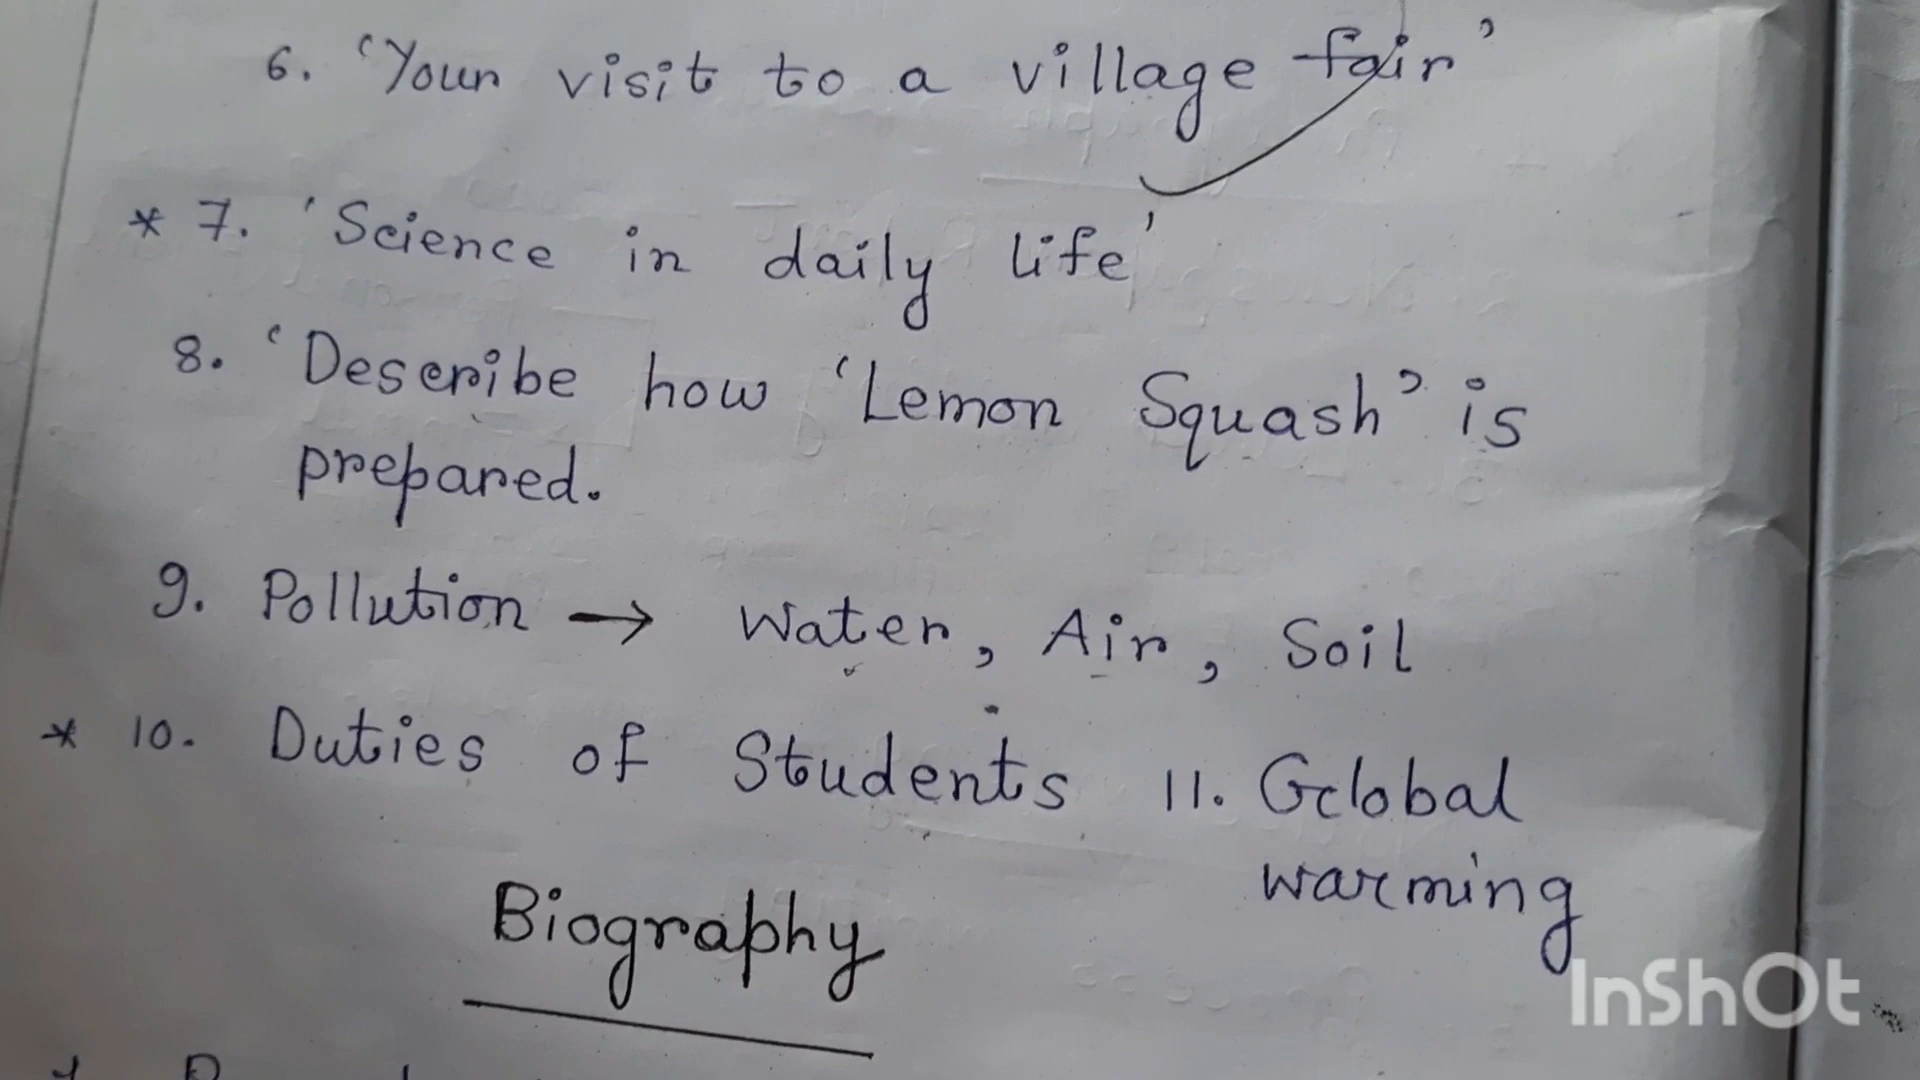 6. 'Your visit to a village fair'
* 7. 'Science in daily life'
8. 'Describe how 'Lemon Squash' is
prepared.
9. Pollution → Water, Air, Soil
* 10. Duties of Students 11. Global
warming
Biography
InShOt